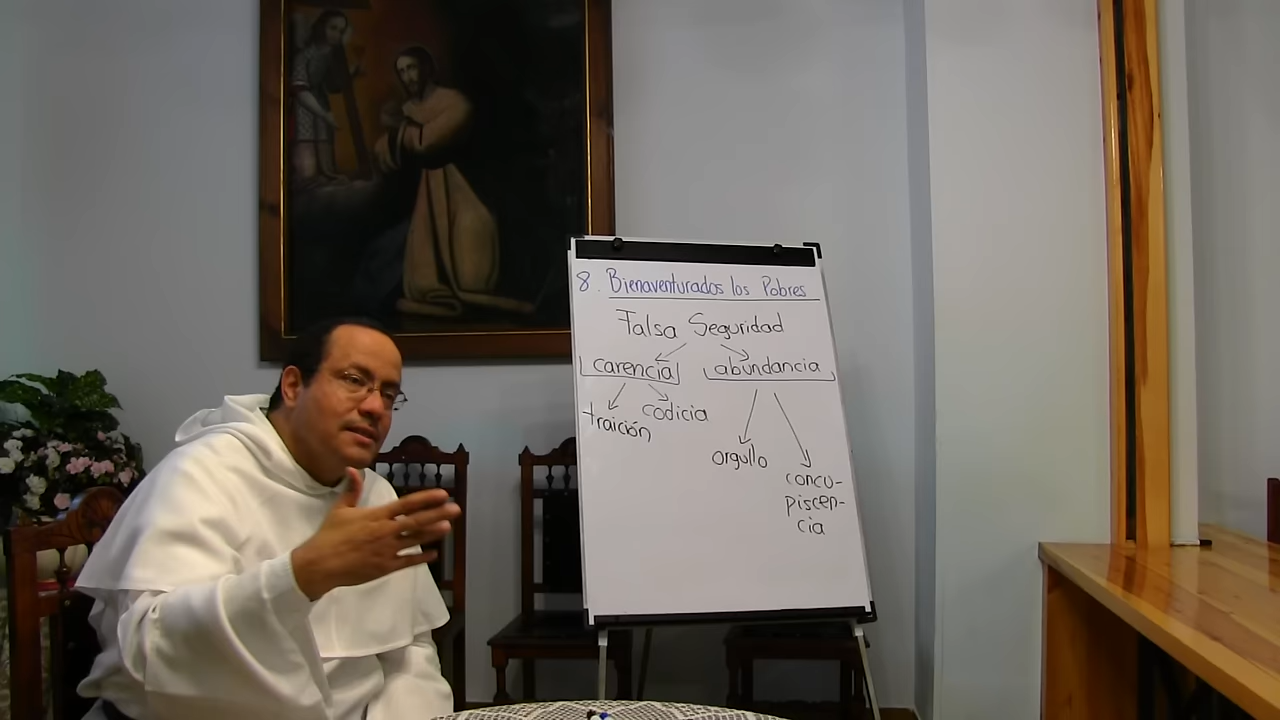 8. Bienaventurados los Pobres
Falsa Seguridad
carencia abundancia
traición codicia
orgullo
concu-
piscen-
cia